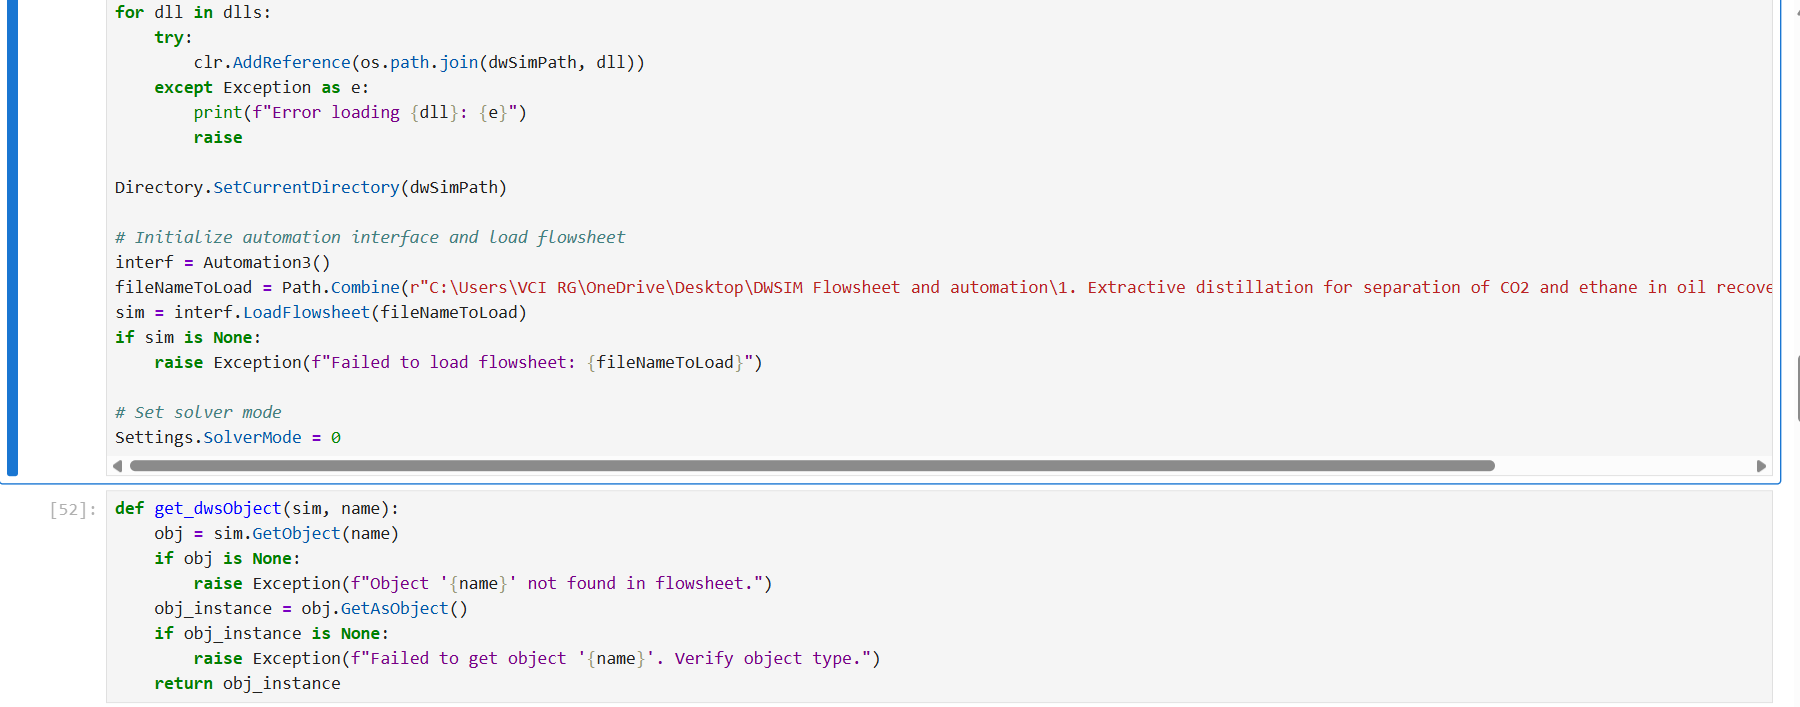 for dll in dlls:
    try:
        clr.AddReference(os.path.join(dwSimPath, dll))
    except Exception as e:
        print(f"Error loading {dll}: {e}")
        raise

Directory.SetCurrentDirectory(dwSimPath)

# Initialize automation interface and load flowsheet
interf = Automation3()
fileNameToLoad = Path.Combine(r"C:\Users\VCI RG\OneDrive\Desktop\DWSIM Flowsheet and automation\1. Extractive distillation for separation of CO2 and ethane in oil recove
sim = interf.LoadFlowsheet(fileNameToLoad)
if sim is None:
    raise Exception(f"Failed to load flowsheet: {fileNameToLoad}")

# Set solver mode
Settings.SolverMode = 0
[52]: def get_dwsObject(sim, name):
    obj = sim.GetObject(name)
    if obj is None:
        raise Exception(f"Object '{name}' not found in flowsheet.")
    obj_instance = obj.GetAsObject()
    if obj_instance is None:
        raise Exception(f"Failed to get object '{name}'. Verify object type.")
    return obj_instance